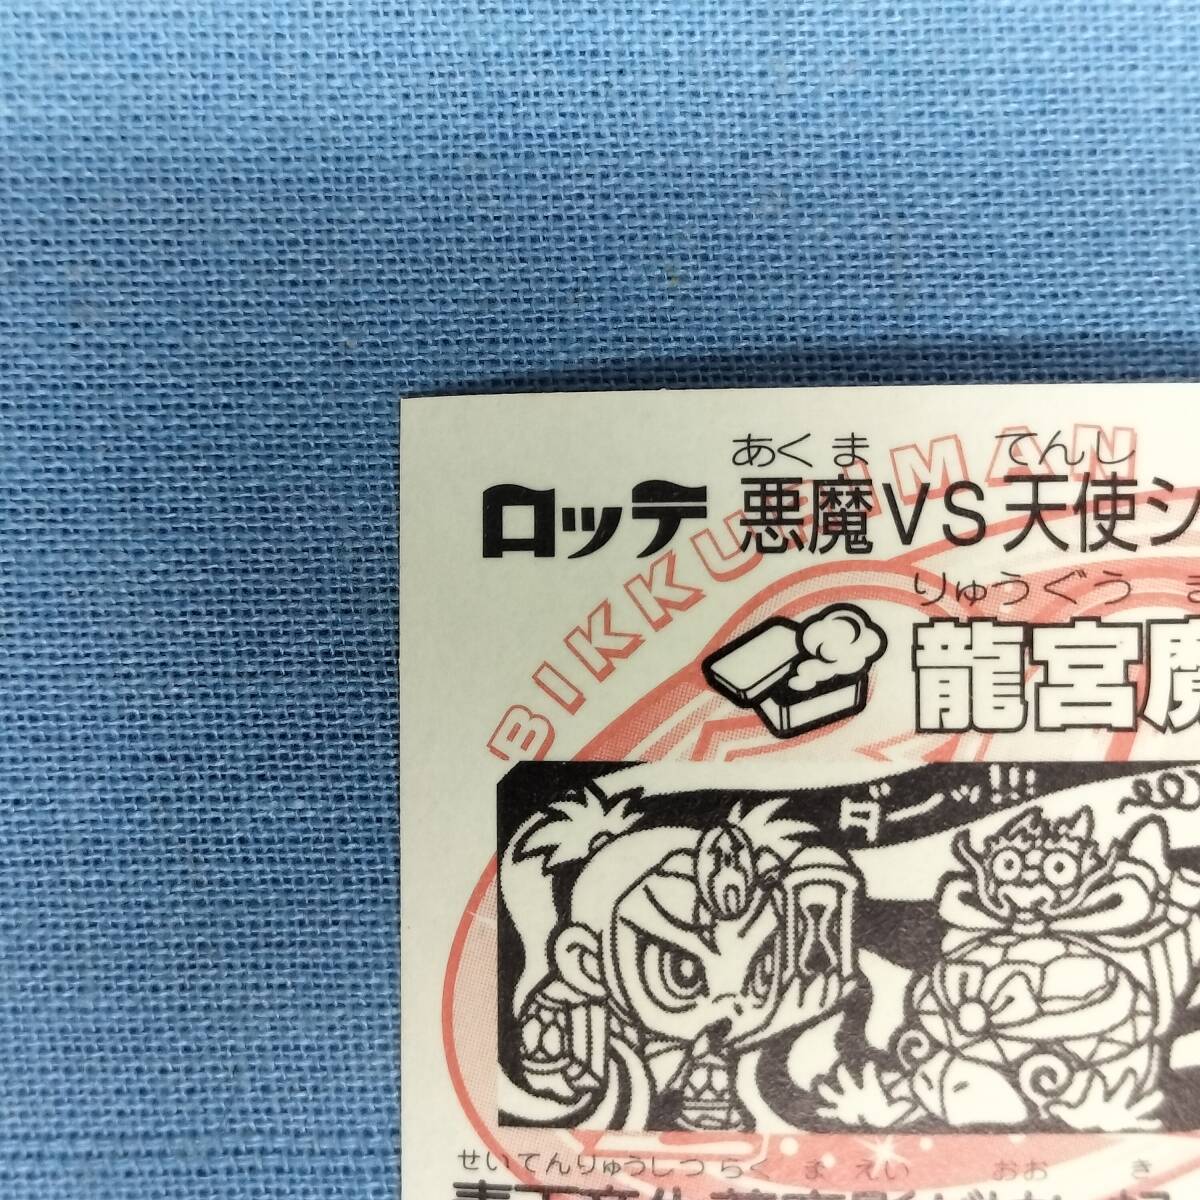 BIKKURIMAN
あくま てんし
ロッテ 悪魔VS天使シ
りゅうぐう ま
龍宮魔
ダンッ!!!
せいてんりゅうしつ らく ま えい おお き